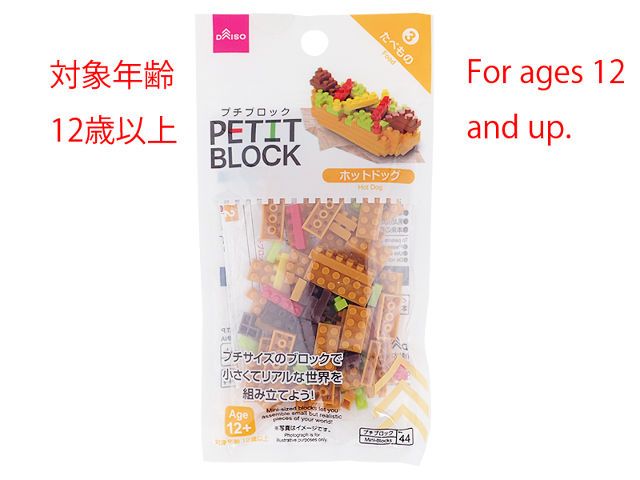 対象年齢
12歳以上
For ages 12
and up.
DAISO
3
たべもの
Food
プチブロック
PETIT
BLOCK
ホットドッグ
Hot Dog
プチサイズのブロックで
小さくてリアルな世界を
組み立てよう!
Mini-sized blocks let you
assemble small but realistic
pieces of your world!
Age
12+
対象年齢 12歳以上
※写真はイメージです。
Photograph is for
illustrative purposes only.
プチブロック
Mini-Blocks
No.
44